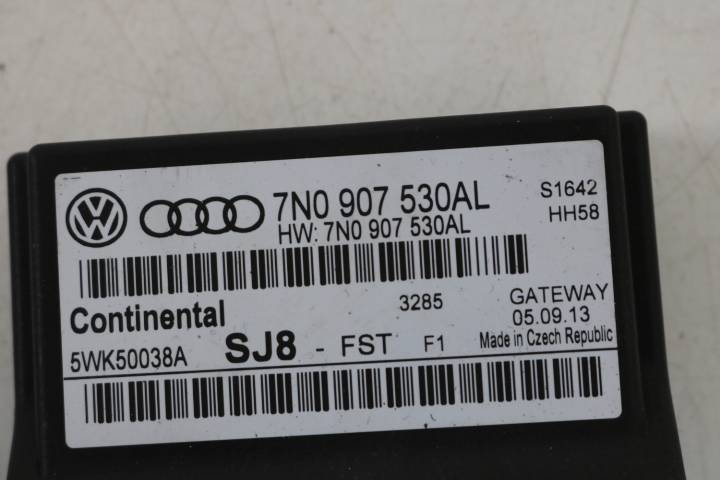 7N0 907 530AL S1642
HW: 7N0 907 530AL HH58
Continental 3285 GATEWAY
05.09.13
5WK50038A SJ8 - FST F1 Made in Czech Republic